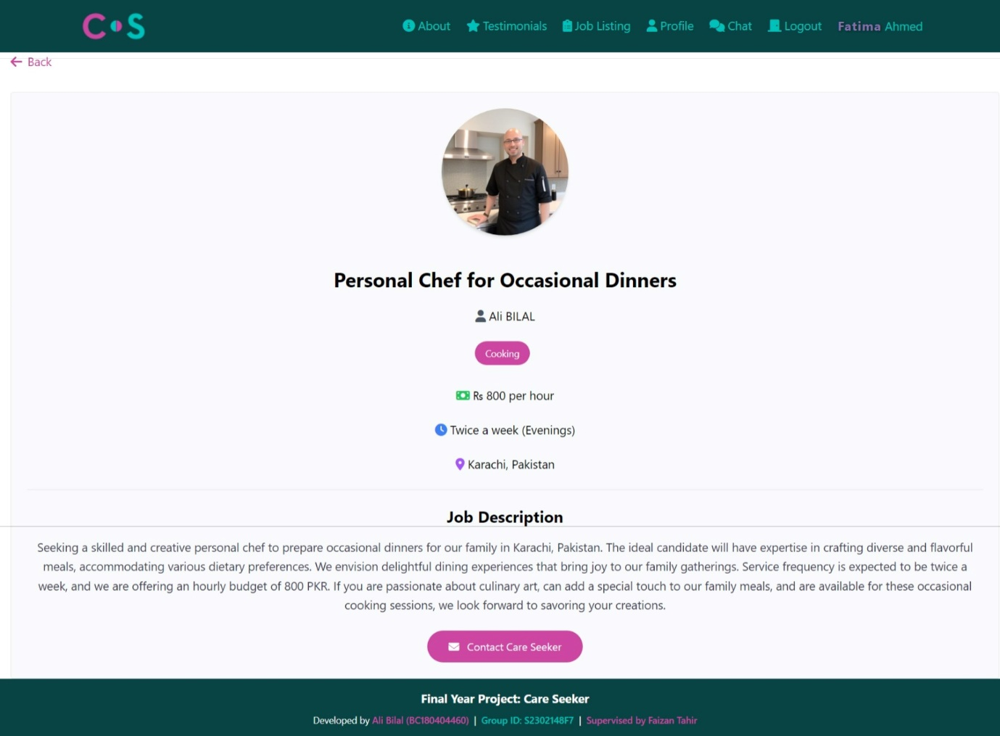 C S
About Testimonials Job Listing Profile Chat Logout Fatima Ahmed
Back
Personal Chef for Occasional Dinners
Ali BILAL
Cooking
Rs 800 per hour
Twice a week (Evenings)
Karachi, Pakistan
Job Description
Seeking a skilled and creative personal chef to prepare occasional dinners for our family in Karachi, Pakistan. The ideal candidate will have expertise in crafting diverse and flavorful
meals, accommodating various dietary preferences. We envision delightful dining experiences that bring joy to our family gatherings. Service frequency is expected to be twice a
week, and we are offering an hourly budget of 800 PKR. If you are passionate about culinary art, can add a special touch to our family meals, and are available for these occasional
cooking sessions, we look forward to savoring your creations.
Contact Care Seeker
Final Year Project: Care Seeker
Developed by Ali Bilal (BC180404460) | Group ID: S2302148F7 | Supervised by Faizan Tahir